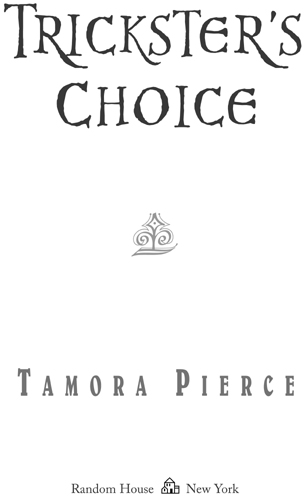 TRICKSTER'S
CHOICE
TAMORA PIERCE
Random House New York